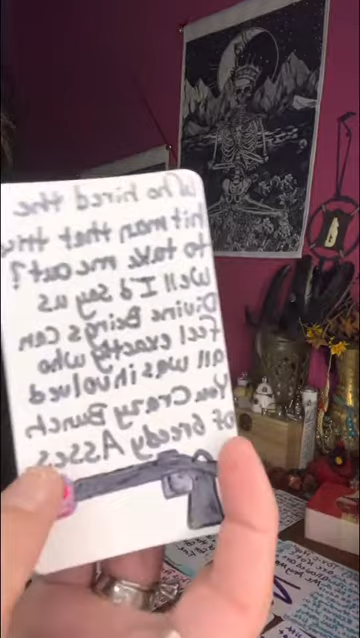 Who hired the
hit man that
to take me out?
Well I'd say us
Divine Beings can
feel exactly who
all was involved
You Crazy Bunch
of Greedy Asses